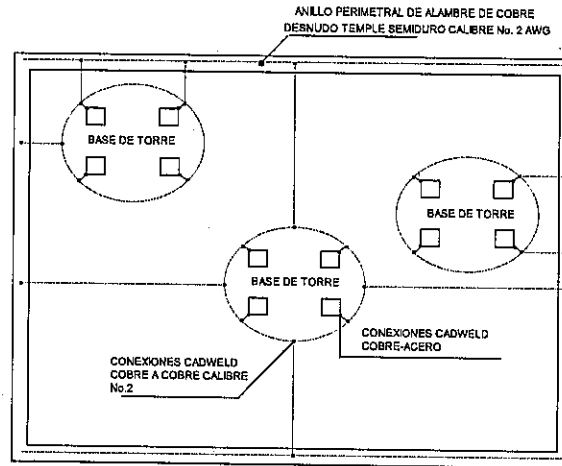 ANILLO PERIMETRAL DE ALAMBRE DE COBRE
DESNUDO TEMPLE SEMIDURO CALIBRE No. 2 AWG
BASE DE TORRE
BASE DE TORRE
BASE DE TORRE
CONEXIONES CADWELD
COBRE-ACERO
CONEXIONES CADWELD
COBRE A COBRE CALIBRE
No.2